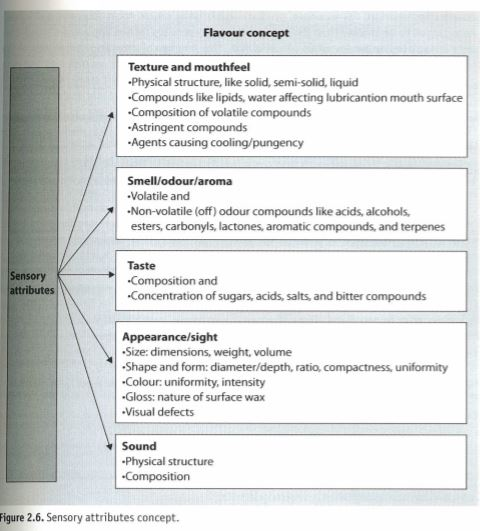 Flavour concept
Texture and mouthfeel
•Physical structure, like solid, semi-solid, liquid
•Compounds like lipids, water affecting lubricantion mouth surface
•Composition of volatile compounds
•Astringent compounds
•Agents causing cooling/pungency
Smell/odour/aroma
•Volatile and
•Non-volatile (off) odour compounds like acids, alcohols,
esters, carbonyls, lactones, aromatic compounds, and terpenes
Sensory
attributes
Taste
•Composition and
•Concentration of sugars, acids, salts, and bitter compounds
Appearance/sight
•Size: dimensions, weight, volume
•Shape and form: diameter/depth, ratio, compactness, uniformity
•Colour: uniformity, intensity
•Gloss: nature of surface wax
•Visual defects
Sound
•Physical structure
•Composition
Figure 2.6. Sensory attributes concept.